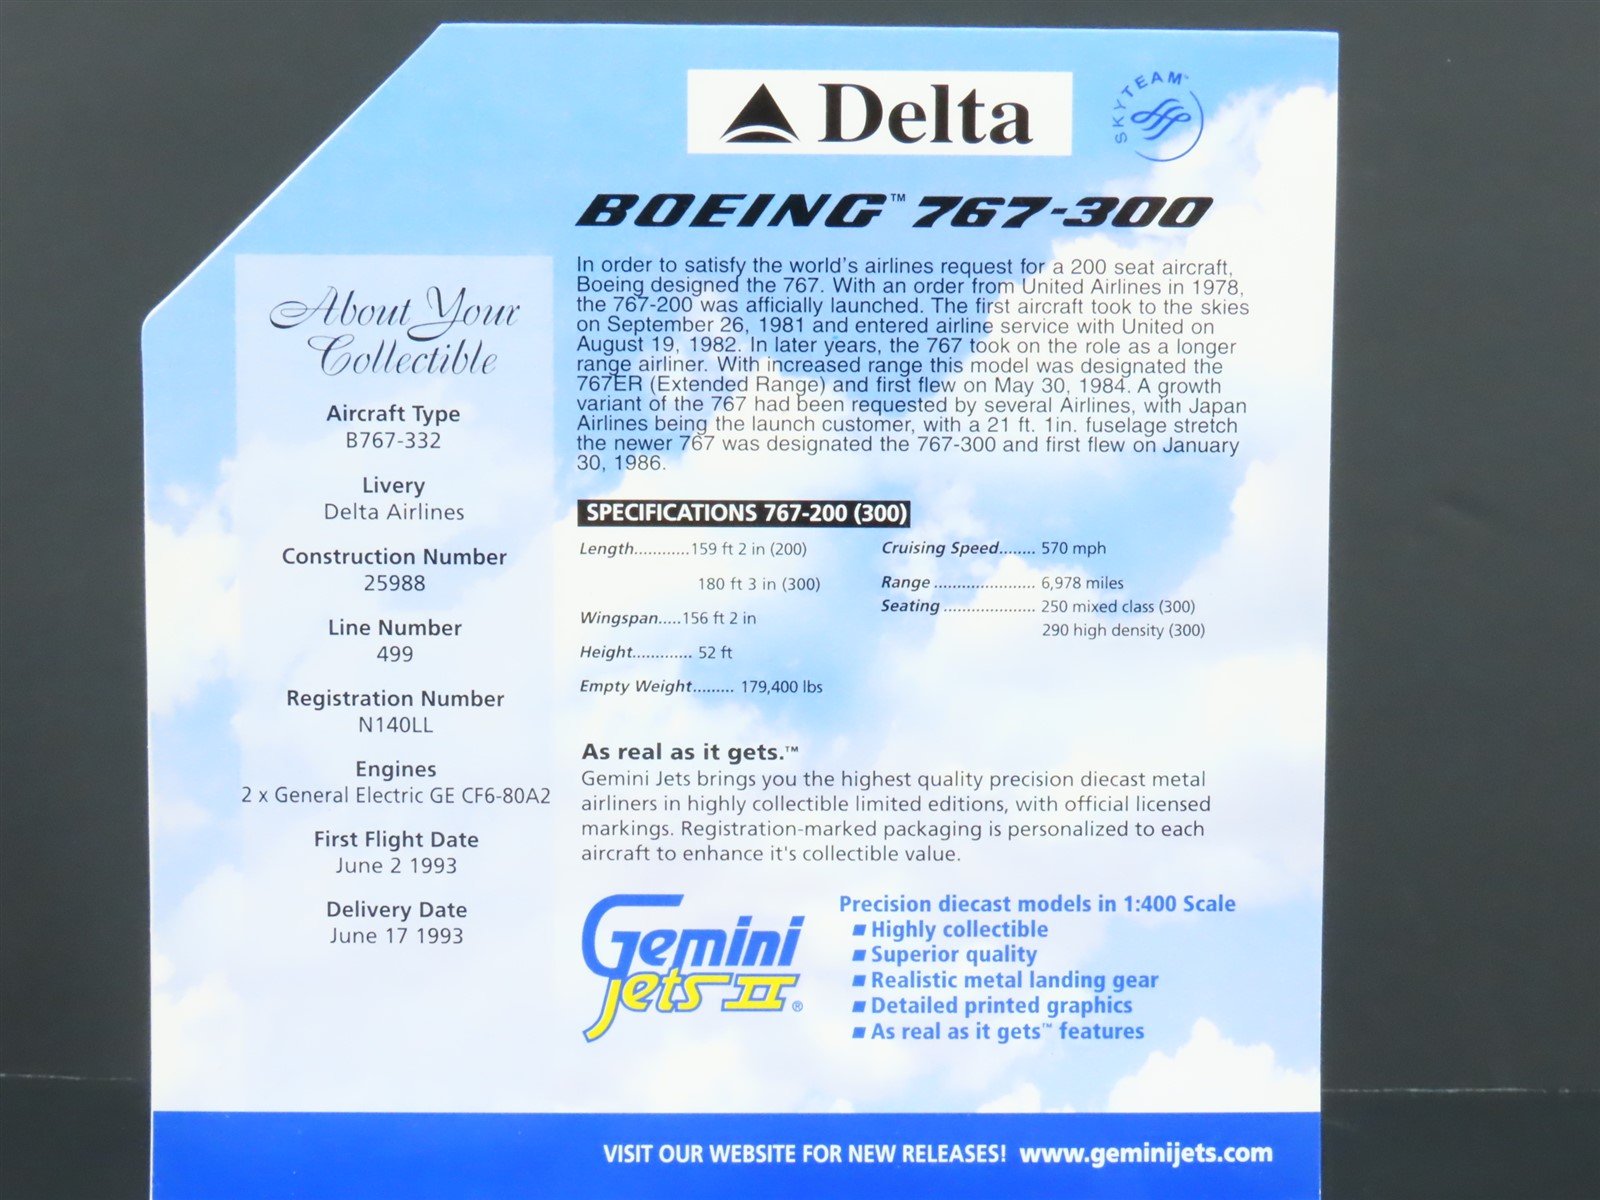 Delta
SKYTEAM
BOEING™ 767-300
In order to satisfy the world's airlines request for a 200 seat aircraft,
Boeing designed the 767. With an order from United Airlines in 1978,
the 767-200 was afficially launched. The first aircraft took to the skies
on September 26, 1981 and entered airline service with United on
August 19, 1982. In later years, the 767 took on the role as a longer
range airliner. With increased range this model was designated the
767ER (Extended Range) and first flew on May 30, 1984. A growth
variant of the 767 had been requested by several Airlines, with Japan
Airlines being the launch customer, with a 21 ft. 1in. fuselage stretch
the newer 767 was designated the 767-300 and first flew on January
30, 1986.
About Your
Collectible
Aircraft Type
B767-332
Livery
Delta Airlines
Construction Number
25988
Line Number
499
Registration Number
N140LL
Engines
2 x General Electric GE CF6-80A2
First Flight Date
June 2 1993
Delivery Date
June 17 1993
SPECIFICATIONS 767-200 (300)
Length............159 ft 2 in (200)
180 ft 3 in (300)
Wingspan.....156 ft 2 in
Height............. 52 ft
Empty Weight......... 179,400 lbs
Cruising Speed........ 570 mph
Range ...................... 6,978 miles
Seating .................... 250 mixed class (300)
290 high density (300)
As real as it gets.™
Gemini Jets brings you the highest quality precision diecast metal
airliners in highly collectible limited editions, with official licensed
markings. Registration-marked packaging is personalized to each
aircraft to enhance it's collectible value.
Gemini
Jets II®
Precision diecast models in 1:400 Scale
■ Highly collectible
■ Superior quality
■ Realistic metal landing gear
■ Detailed printed graphics
■ As real as it gets™ features
VISIT OUR WEBSITE FOR NEW RELEASES! www.geminijets.com